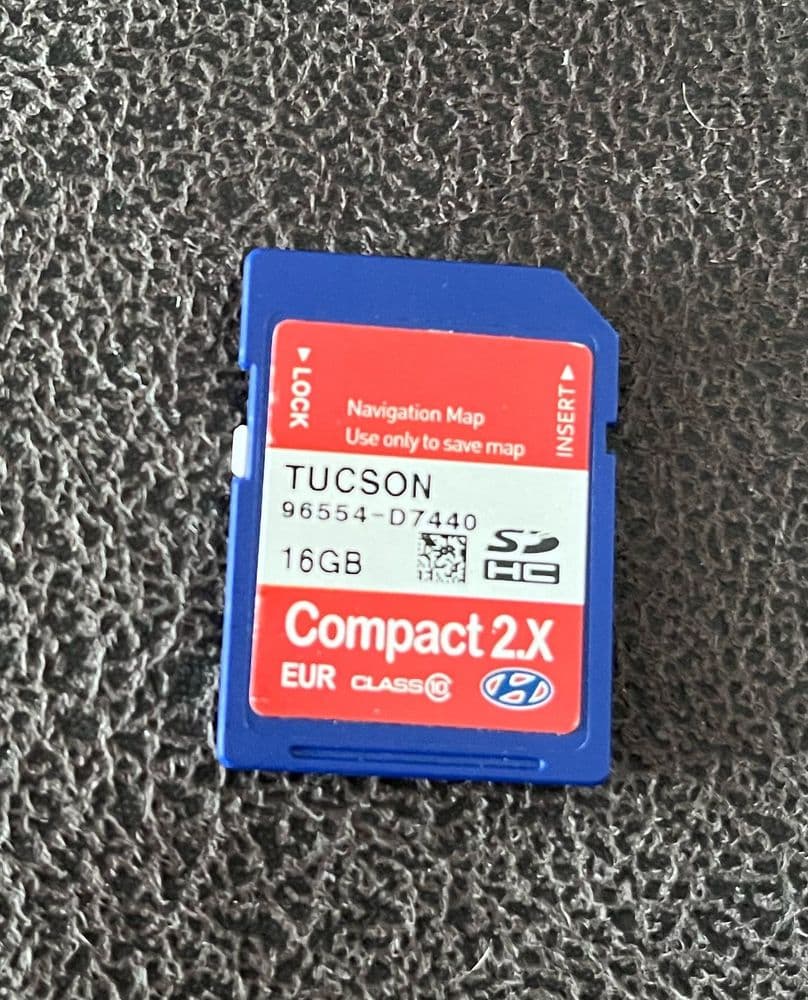 ▲ LOCK
INSERT ▲
Navigation Map
Use only to save map
TUCSON
96554-D7440
16GB
SD
HC
Compact 2.X
EUR CLASS 10